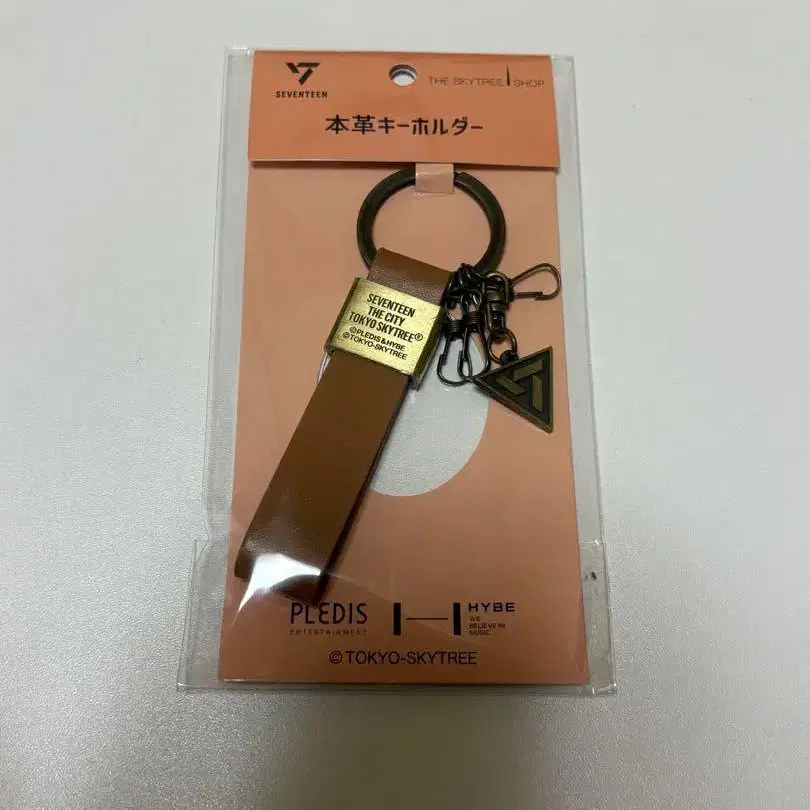 SEVENTEEN
THE SKYTREE SHOP
本革キーホルダー
SEVENTEEN
THE CITY
TOKYO SKYTREE®
©PLEDIS&HYBE
©TOKYO-SKYTREE
PLEDIS
ENTERTAINMENT
HYBE
WE
BELIEVE IN
MUSIC
©TOKYO-SKYTREE